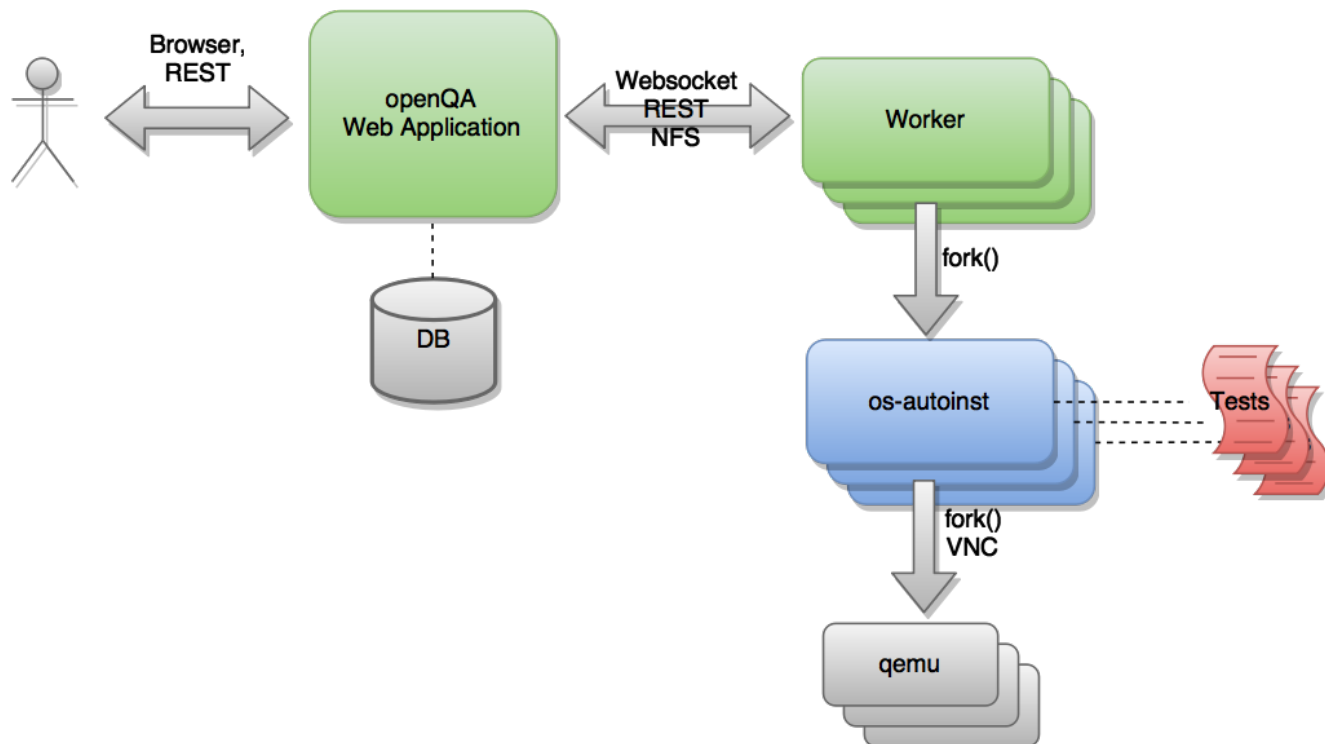 Browser,
REST
openQA
Web Application
Websocket
REST
NFS
Worker
fork()
DB
os-autoinst
Tests
fork()
VNC
qemu